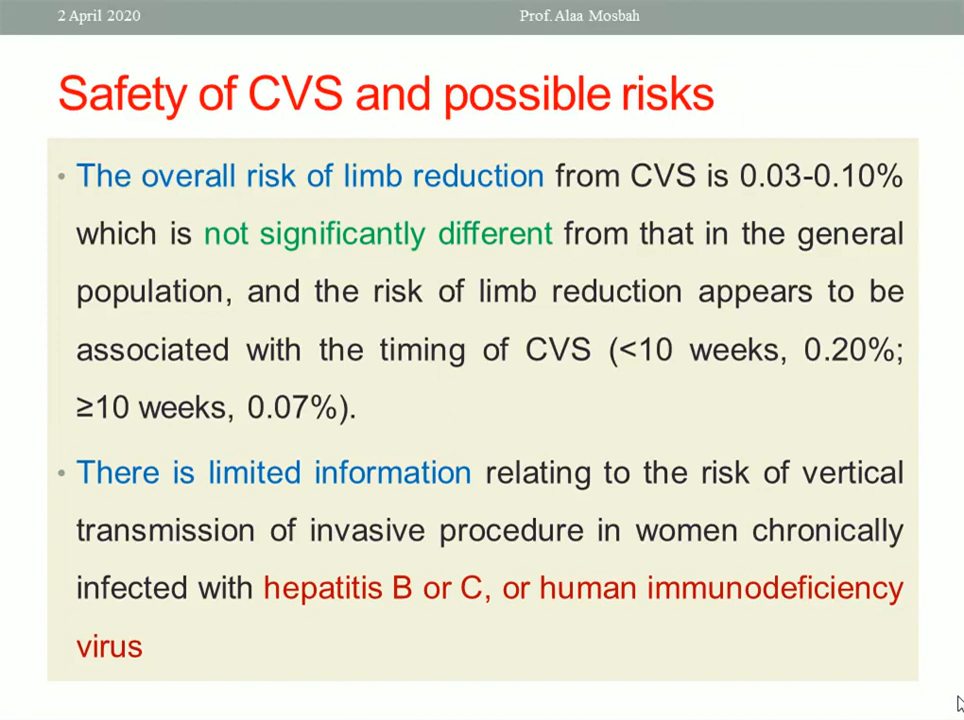 2 April 2020 Prof. Alaa Mosbah
Safety of CVS and possible risks
• The overall risk of limb reduction from CVS is 0.03-0.10%
which is not significantly different from that in the general
population, and the risk of limb reduction appears to be
associated with the timing of CVS (<10 weeks, 0.20%;
≥10 weeks, 0.07%).
• There is limited information relating to the risk of vertical
transmission of invasive procedure in women chronically
infected with hepatitis B or C, or human immunodeficiency
virus